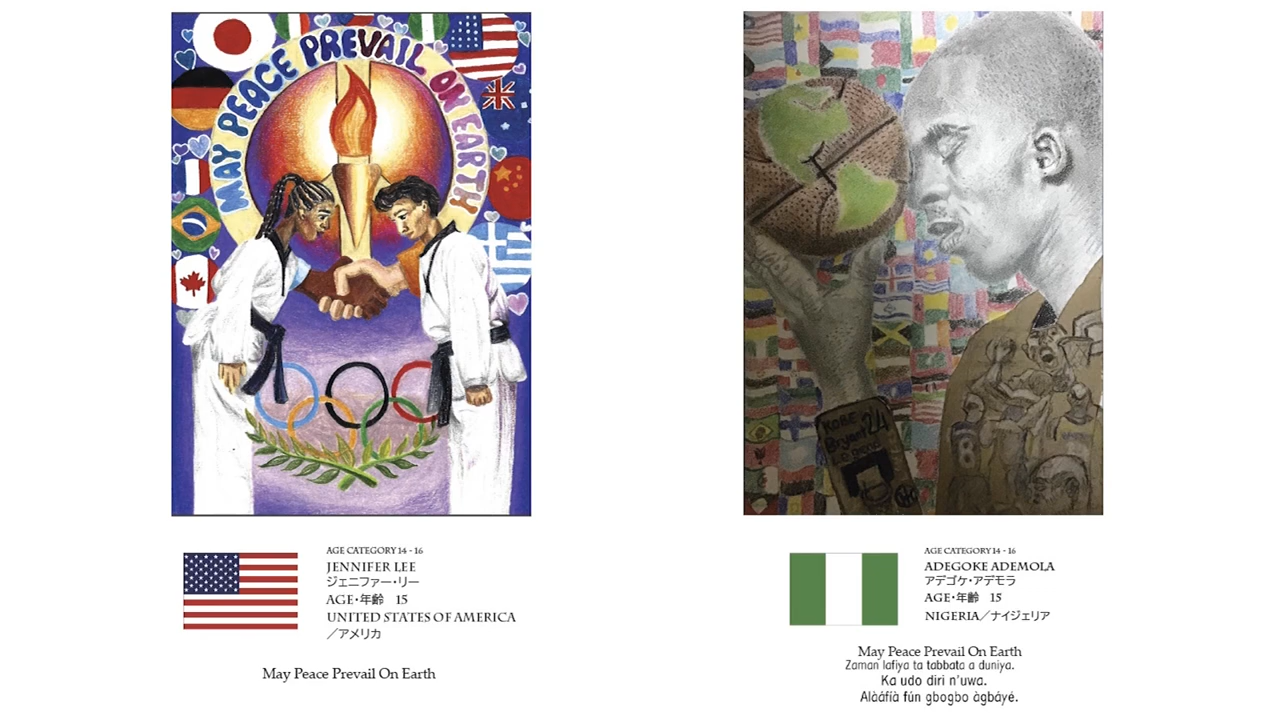 MAY PEACE PREVAIL ON EARTH
KOBE
Bryant 24
8
AGE CATEGORY 14 - 16
JENNIFER LEE
ジェニファー・リー
AGE・年齢 15
UNITED STATES OF AMERICA
／アメリカ
May Peace Prevail On Earth
AGE CATEGORY 14 - 16
ADEGOKE ADEMOLA
アデゴケ・アデモラ
AGE・年齢 15
NIGERIA／ナイジェリア
May Peace Prevail On Earth
Zaman lafiya ta tabbata a duniya.
Ka udo diri n'uwa.
Alàáfíà fún gbogbo àgbáyé.